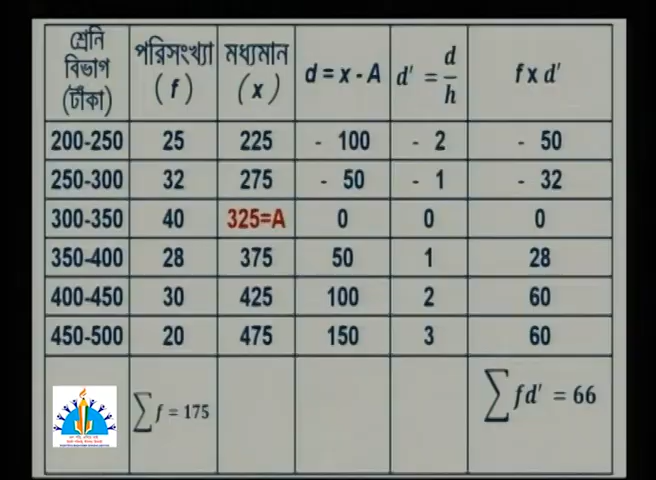 শ্রেনি বিভাগ (টাঁকা) পরিসংখ্যা ( f ) মধ্যমান ( x ) d = x - A d′ = d/h f x d′
200-250 25 225 - 100 - 2 - 50
250-300 32 275 - 50 - 1 - 32
300-350 40 325=A 0 0 0
350-400 28 375 50 1 28
400-450 30 425 100 2 60
450-500 20 475 150 3 60
∑ f = 175 ∑ fd′ = 66